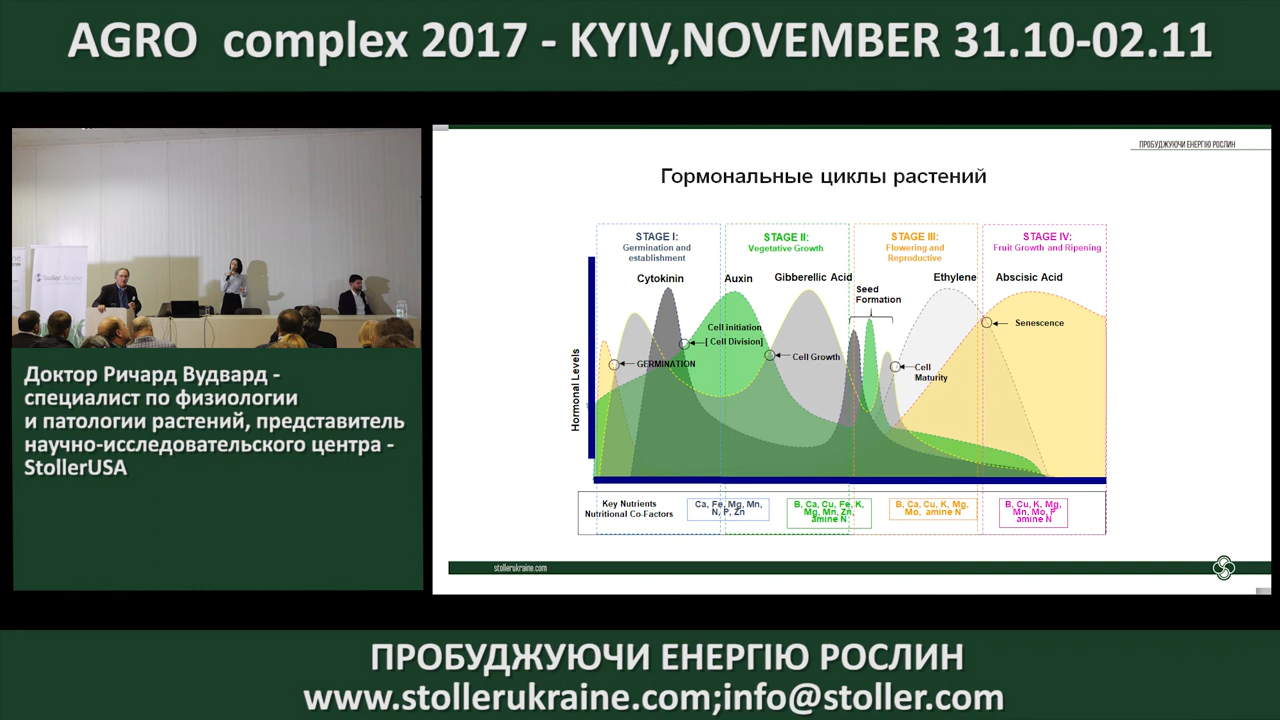 AGRO complex 2017 - KYIV,NOVEMBER 31.10-02.11
StollerUkraine
Доктор Ричард Вудвард -
специалист по физиологии
и патологии растений, представитель
научно-исследовательского центра -
StollerUSA
ПРОБУДЖУЮЧИ ЕНЕРГІЮ РОСЛИН
Гормональные циклы растений
STAGE I:
Germination and
establishment
STAGE II:
Vegetative Growth
STAGE III:
Flowering and
Reproductive
STAGE IV:
Fruit Growth and Ripening
Cytokinin
Auxin
Gibberellic Acid
Ethylene
Abscisic Acid
Seed
Formation
Cell initiation
[ Cell Division]
GERMINATION
Cell Growth
Cell
Maturity
Senescence
Hormonal Levels
Key Nutrients
Nutritional Co-Factors
Ca, Fe, Mg, Mn,
N, P, Zn
B, Ca, Cu, Fe, K,
Mg, Mn, Zn,
amine N
B, Ca, Cu, K, Mg,
Mo, amine N
B, Cu, K, Mg,
Mn, Mo, P
amine N
stollerukraine.com
ПРОБУДЖУЮЧИ ЕНЕРГІЮ РОСЛИН
www.stollerukraine.com;info@stoller.com